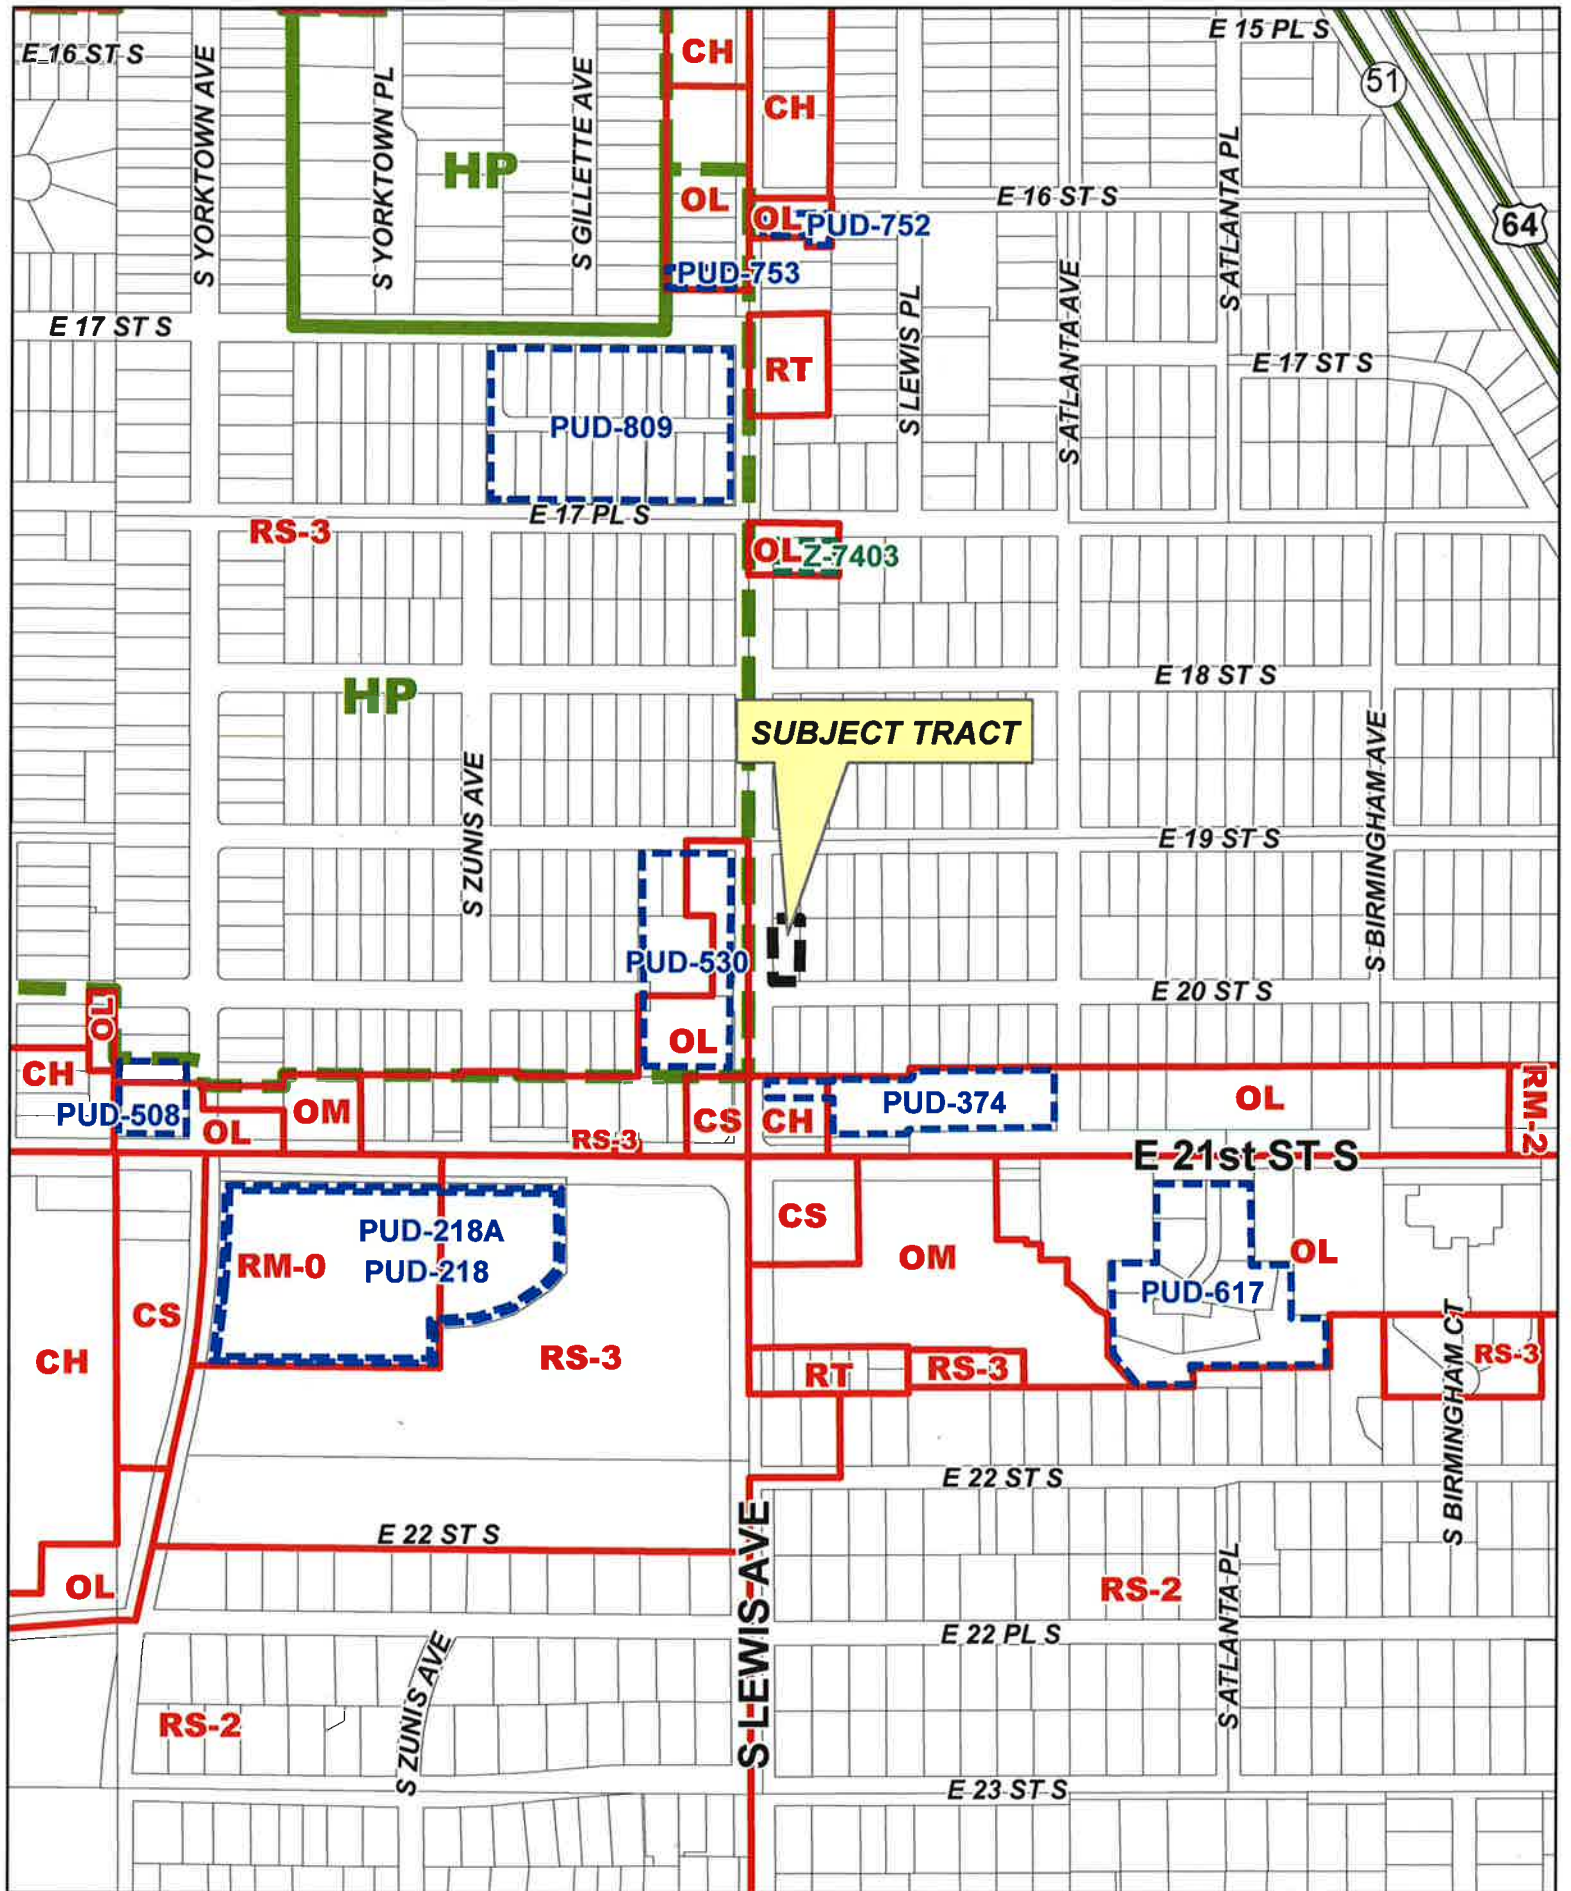 E 15 PL S
E 16 ST S
CH
51
S YORKTOWN AVE
S YORKTOWN PL
S GILLETTE AVE
CH
S ATLANTA PL
HP
E 16 ST S
OL
OL
PUD-752
64
PUD-753
S LEWIS PL
S ATLANTA AVE
E 17 ST S
RT
E 17 ST S
PUD-809
E 17 PL S
RS-3
OL
Z-7403
E 18 ST S
HP
SUBJECT TRACT
S ZUNIS AVE
S BIRMINGHAM AVE
E 19 ST S
PUD-530
E 20 ST S
OL
OL
CH
PUD-508
OL
OM
RS-3
CS
CH
PUD-374
OL
RM-2
E 21st ST S
CS
PUD-218A
RM-0
PUD-218
OM
OL
PUD-617
CS
CH
RS-3
RT
RS-3
RS-3
S BIRMINGHAM CT
E 22 ST S
E 22 ST S
S LEWIS AVE
OL
RS-2
S ATLANTA PL
E 22 PL S
S ZUNIS AVE
RS-2
E 23 ST S